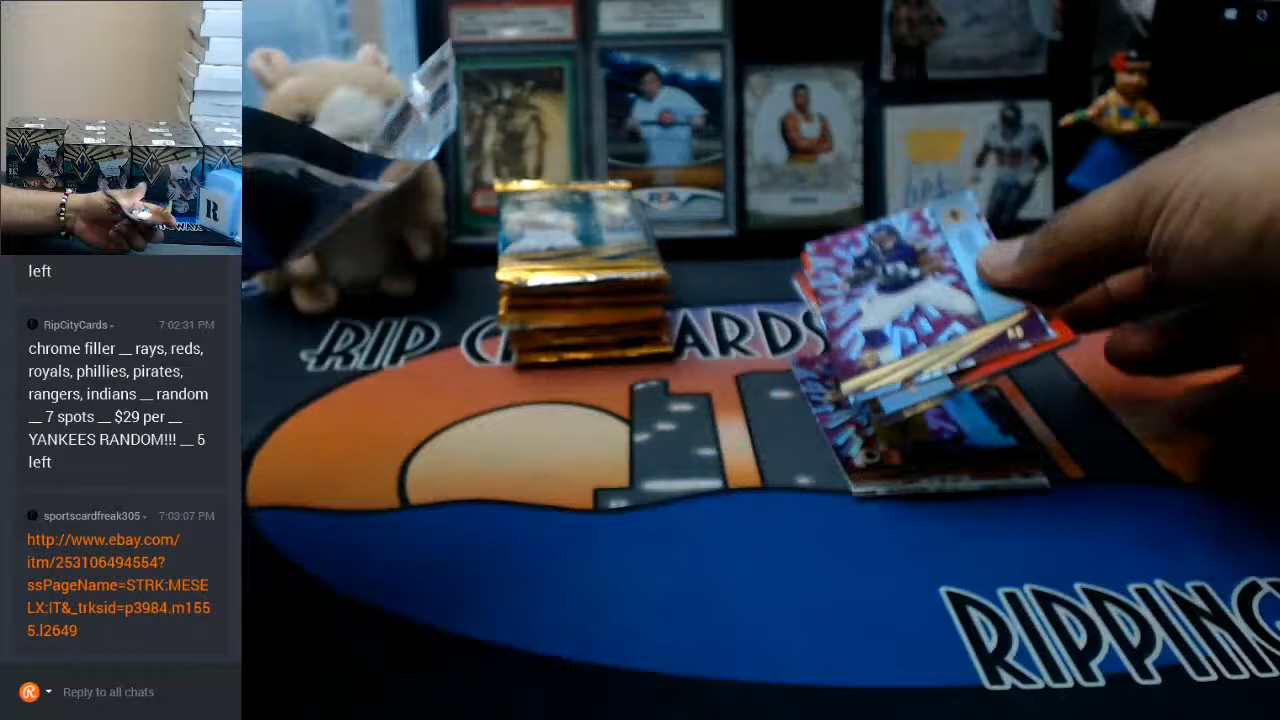 left
RipCityCards 7:02:31 PM
chrome filler __ rays, reds,
royals, phillies, pirates,
rangers, indians __ random
__ 7 spots __ $29 per __
YANKEES RANDOM!!! __ 5
left
sportscardfreak305 7:03:07 PM
http://www.ebay.com/
itm/253106494554?
ssPageName=STRK:MESE
LX:IT&_trksid=p3984.m155
5.l2649
Reply to all chats
R
RIP C ARDS
RIPPING